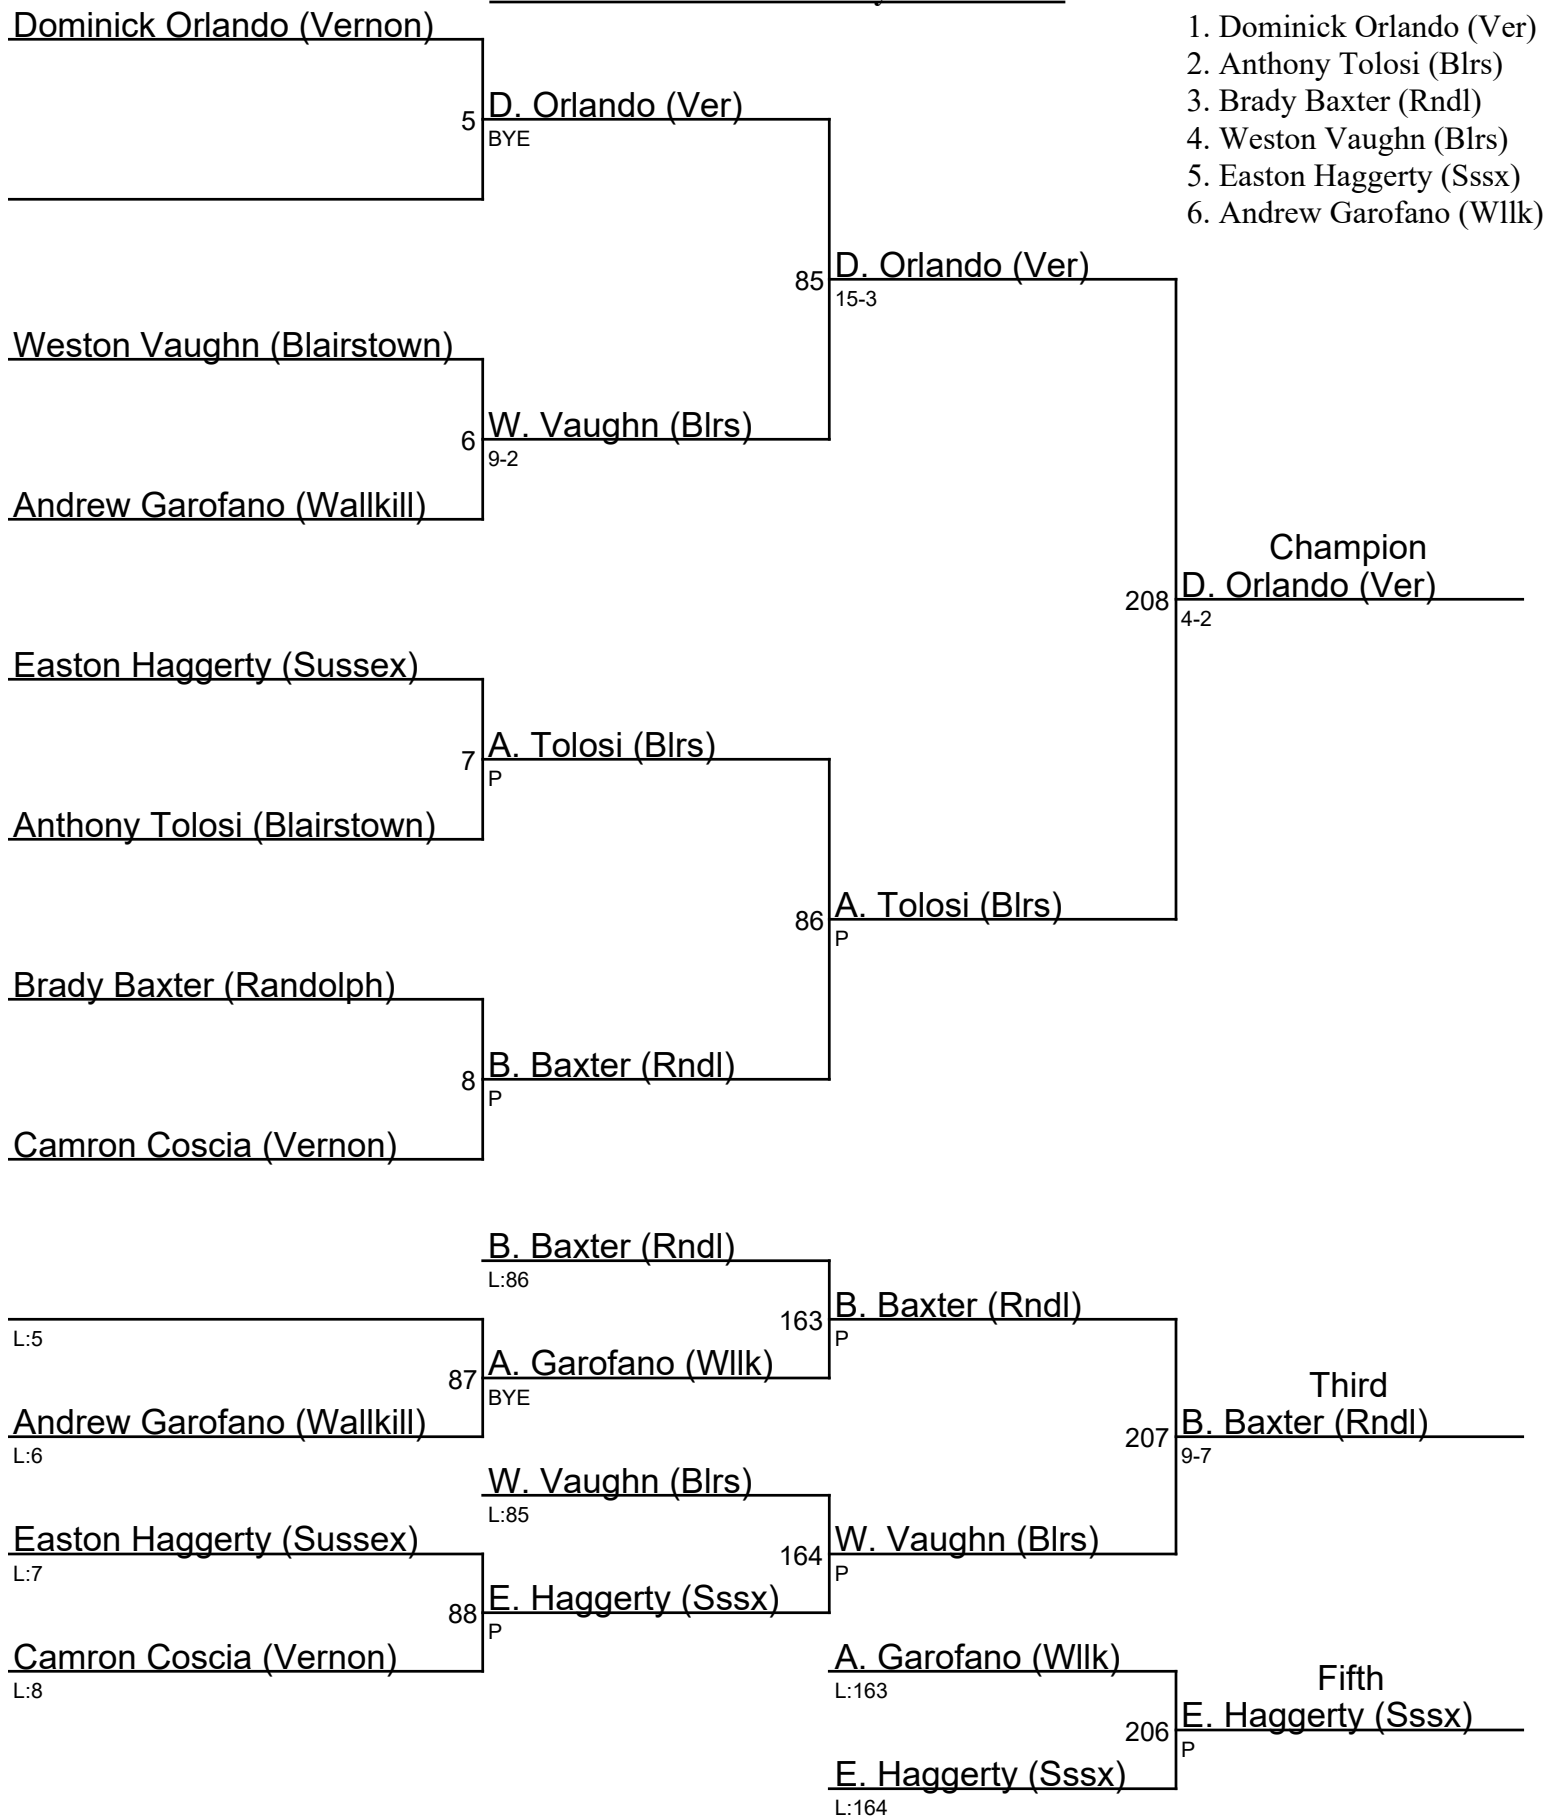 Dominick Orlando (Vernon)
1. Dominick Orlando (Ver)
2. Anthony Tolosi (Blrs)
3. Brady Baxter (Rndl)
4. Weston Vaughn (Blrs)
5. Easton Haggerty (Sssx)
6. Andrew Garofano (Wllk)
5
D. Orlando (Ver)
BYE
85
D. Orlando (Ver)
15-3
Weston Vaughn (Blairstown)
6
W. Vaughn (Blrs)
9-2
Andrew Garofano (Wallkill)
Champion
208
D. Orlando (Ver)
4-2
Easton Haggerty (Sussex)
7
A. Tolosi (Blrs)
P
Anthony Tolosi (Blairstown)
86
A. Tolosi (Blrs)
P
Brady Baxter (Randolph)
8
B. Baxter (Rndl)
P
Camron Coscia (Vernon)
B. Baxter (Rndl)
L:86
163
B. Baxter (Rndl)
P
L:5
87
A. Garofano (Wllk)
BYE
Andrew Garofano (Wallkill)
L:6
Third
207
B. Baxter (Rndl)
9-7
W. Vaughn (Blrs)
L:85
Easton Haggerty (Sussex)
L:7
164
W. Vaughn (Blrs)
P
88
E. Haggerty (Sssx)
P
Camron Coscia (Vernon)
L:8
A. Garofano (Wllk)
L:163
Fifth
206
E. Haggerty (Sssx)
P
E. Haggerty (Sssx)
L:164